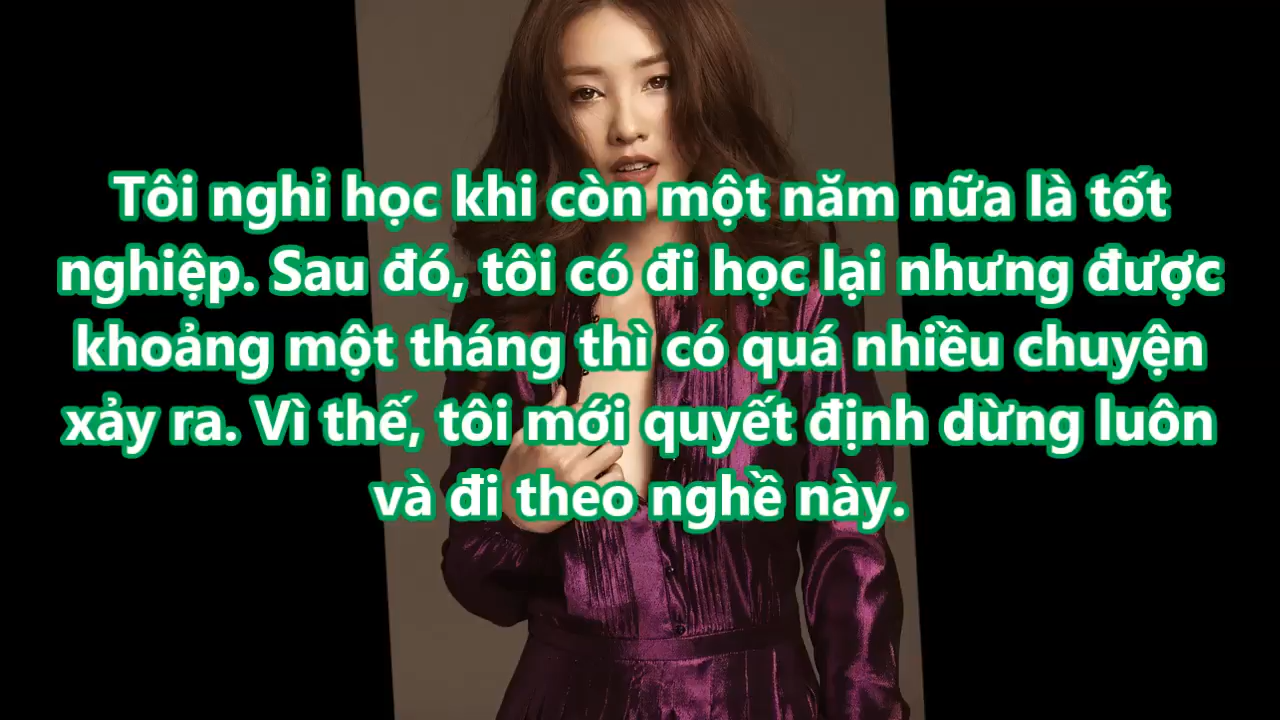 Tôi nghỉ học khi còn một năm nữa là tốt
nghiệp. Sau đó, tôi có đi học lại nhưng được
khoảng một tháng thì có quá nhiều chuyện
xảy ra. Vì thế, tôi mới quyết định dừng luôn
và đi theo nghề này.